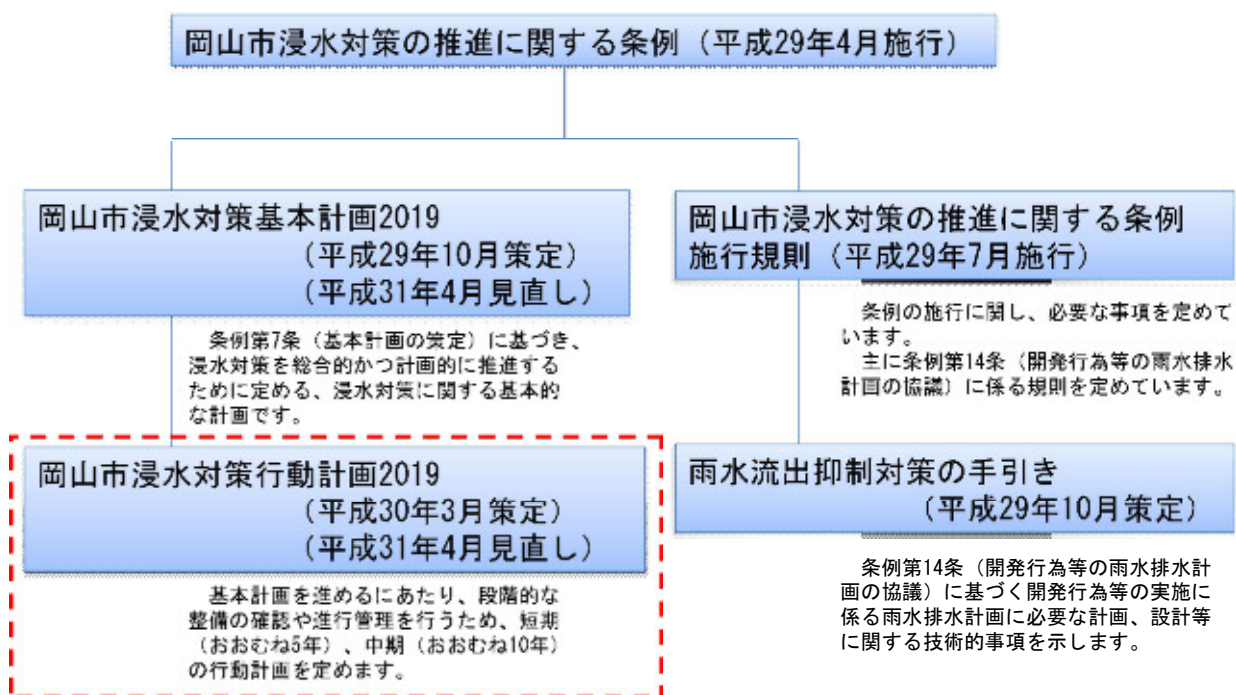 岡山市浸水対策の推進に関する条例（平成29年4月施行）
岡山市浸水対策基本計画2019
（平成29年10月策定）
（平成31年4月見直し）
条例第7条（基本計画の策定）に基づき、
浸水対策を総合的かつ計画的に推進する
ために定める、浸水対策に関する基本的
な計画です。
岡山市浸水対策行動計画2019
（平成30年3月策定）
（平成31年4月見直し）
基本計画を進めるにあたり、段階的な
整備の確認や進行管理を行うため、短期
（おおむね5年）、中期（おおむね10年）
の行動計画を定めます。
岡山市浸水対策の推進に関する条例
施行規則（平成29年7月施行）
条例の施行に関し、必要な事項を定めて
います。
主に条例第14条（開発行為等の雨水排水
計画の協議）に係る規則を定めています。
雨水流出抑制対策の手引き
（平成29年10月策定）
条例第14条（開発行為等の雨水排水計
画の協議）に基づく開発行為等の実施に
係る雨水排水計画に必要な計画、設計等
に関する技術的事項を示します。